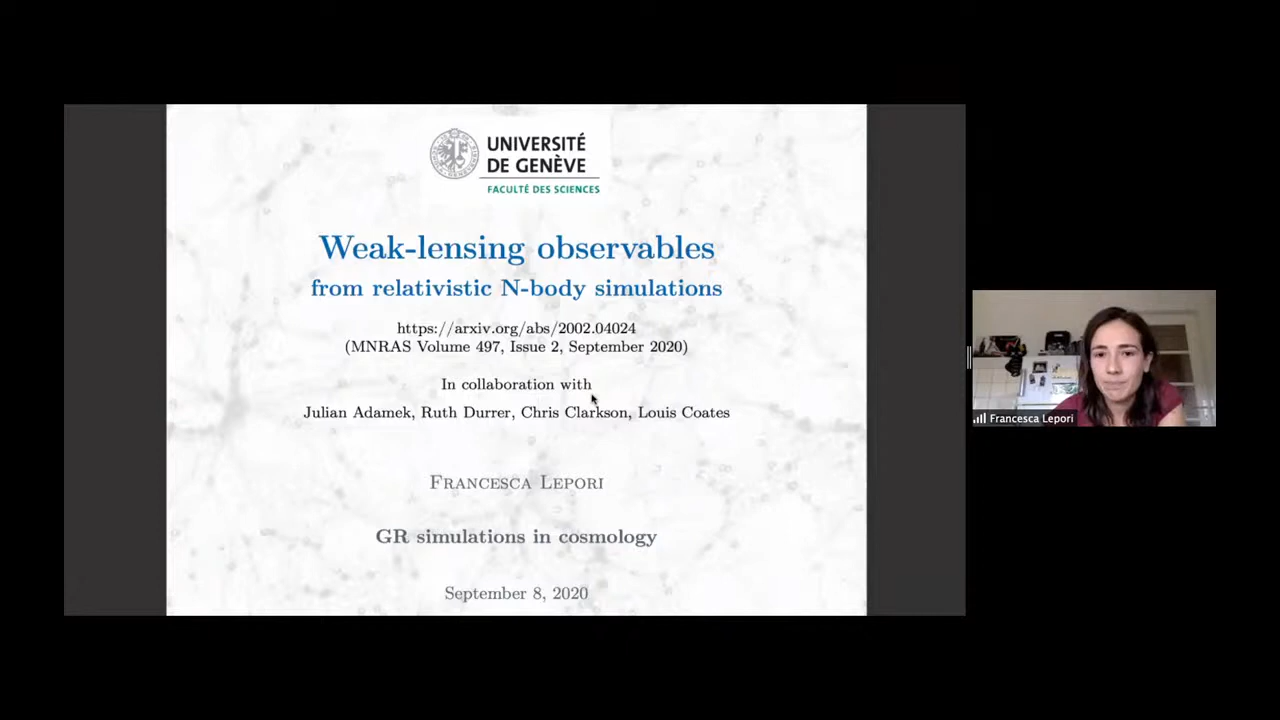 UNIVERSITÉ
DE GENÈVE
FACULTÉ DES SCIENCES
Weak-lensing observables
from relativistic N-body simulations
https://arxiv.org/abs/2002.04024
(MNRAS Volume 497, Issue 2, September 2020)
In collaboration with
Julian Adamek, Ruth Durrer, Chris Clarkson, Louis Coates
Francesca Lepori
GR simulations in cosmology
September 8, 2020
Francesca Lepori